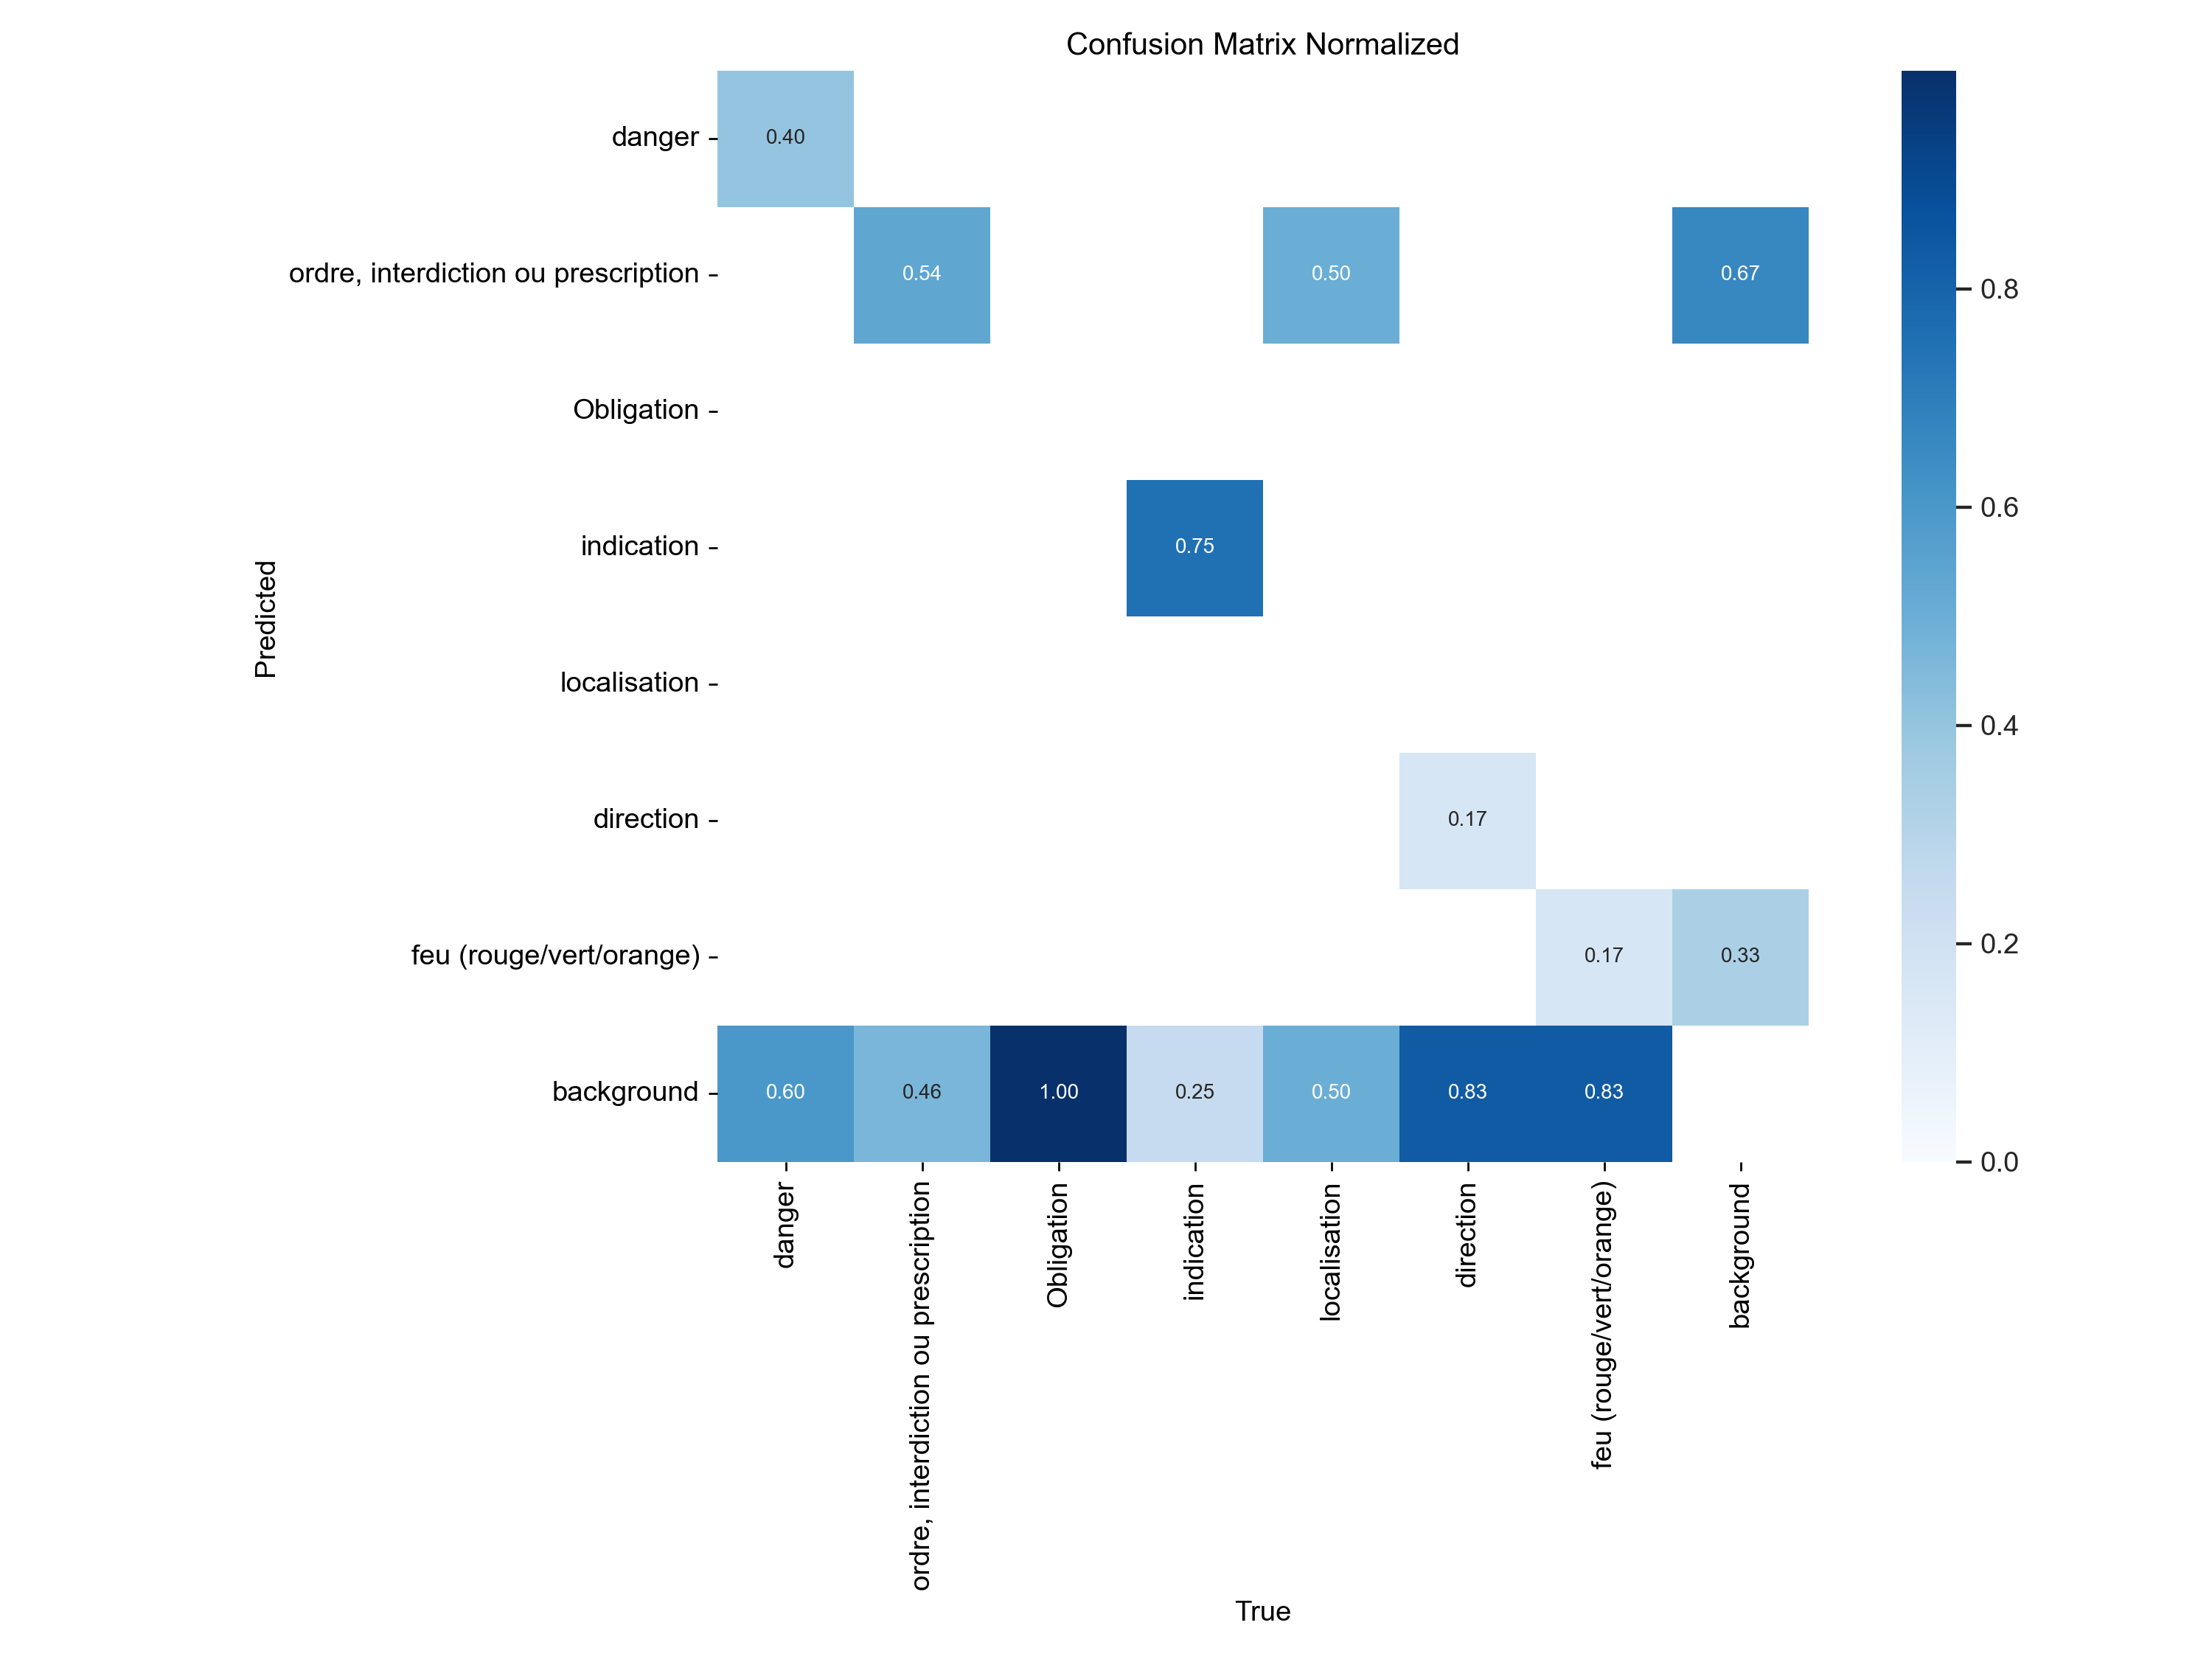 Confusion Matrix Normalized
danger
0.40
ordre, interdiction ou prescription
0.54
0.50
0.67
0.8
Obligation
indication
0.75
0.6
Predicted
localisation
0.4
direction
0.17
feu (rouge/vert/orange)
0.17
0.33
0.2
background
0.60
0.46
1.00
0.25
0.50
0.83
0.83
0.0
danger
ordre, interdiction ou prescription
Obligation
indication
localisation
direction
feu (rouge/vert/orange)
background
True